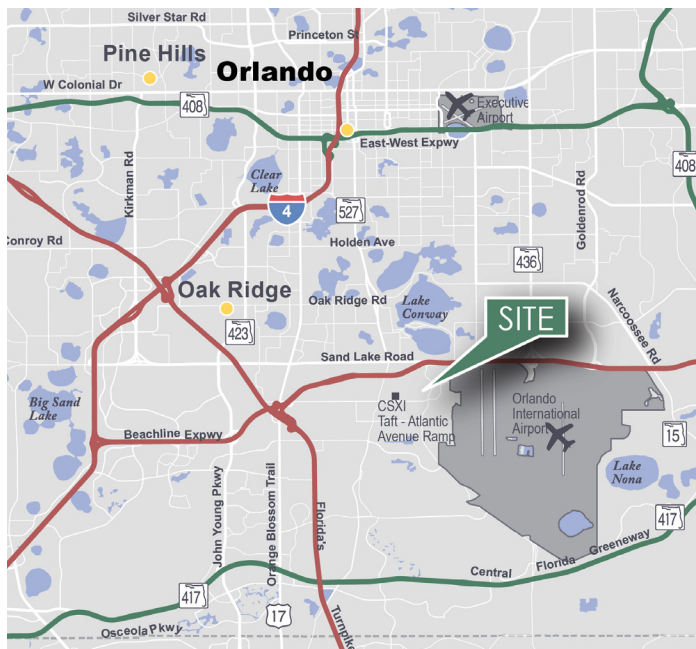 Silver Star Rd
Princeton St
Pine Hills
Orlando
W Colonial Dr
408
Executive
Airport
East-West Expwy
408
Kirkman Rd
Clear
Lake
Goldenrod Rd
4
527
Conroy Rd
Holden Ave
436
Oak Ridge
Oak Ridge Rd
Lake
Conway
SITE
Narcoossee Rd
423
Sand Lake Road
Big Sand
Lake
CSXI
Taft - Atlantic
Avenue Ramp
Orlando
International
Airport
Beachline Expwy
15
Lake
Nona
John Young Pkwy
Orange Blossom Trail
Florida's
417
Central
Florida
Greeneway
417
17
Turnpike
Osceola Pkwy